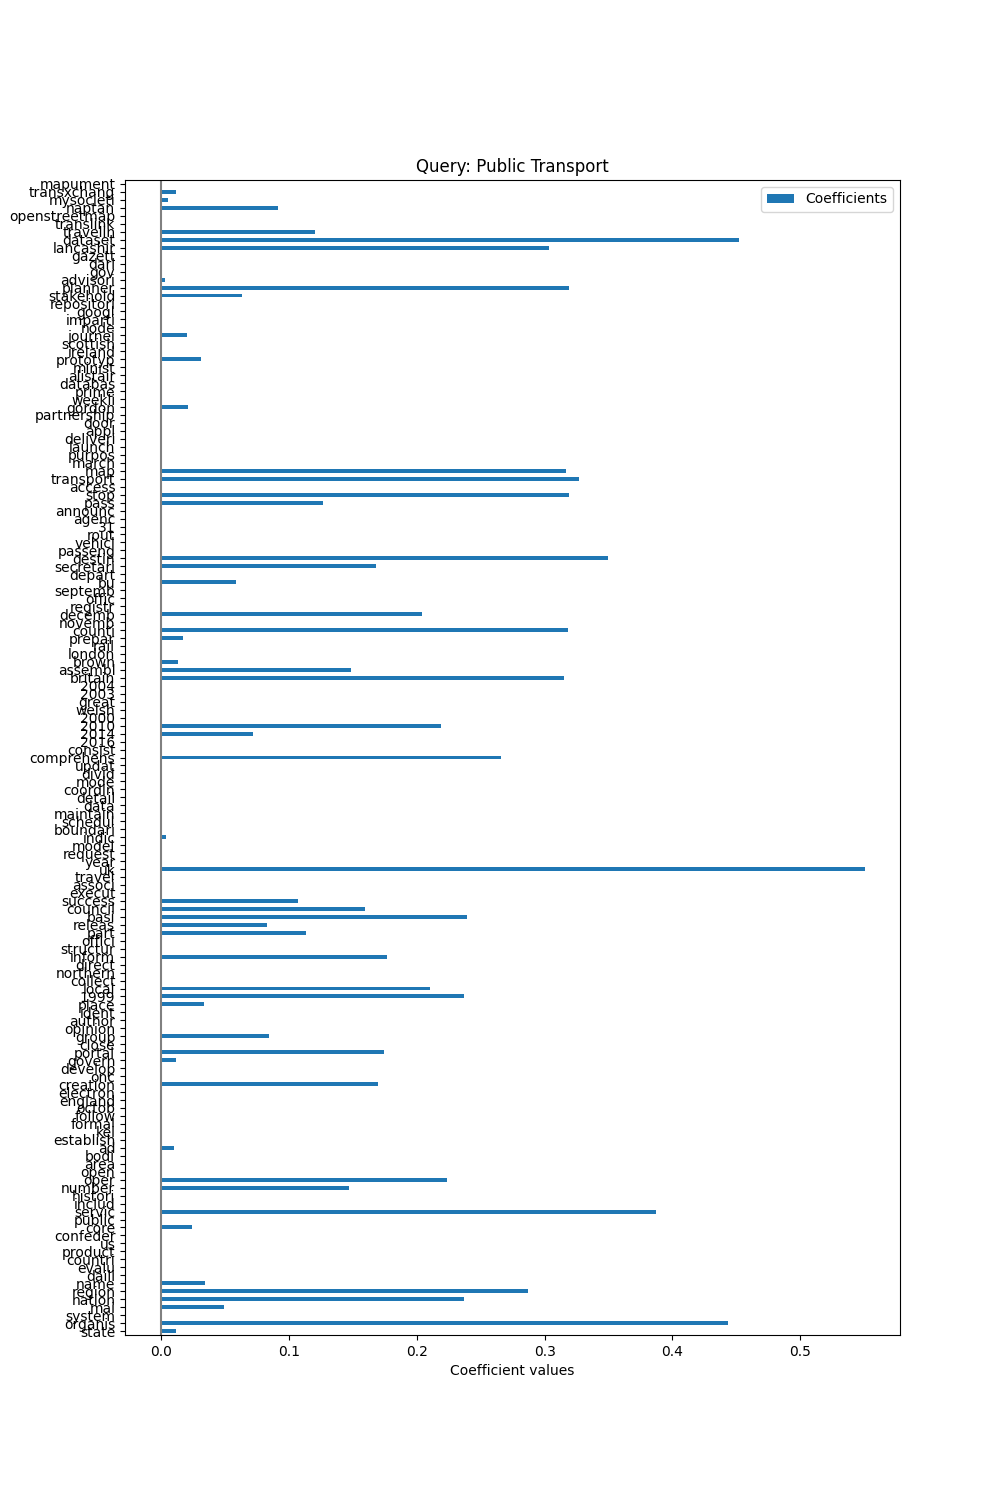 Query: Public Transport
Coefficients
mapument
transxchang
mysocieti
naptan
openstreetmap
translink
travelin
dataset
lancashir
gazett
dari
gov
advisori
planner
stakehold
repositori
googl
imparti
node
journei
scottish
ireland
prototyp
minist
alistair
databas
prime
weekli
gordon
partnership
door
appl
deliveri
launch
purpos
march
map
transport
access
stop
pass
announc
agenc
31
rout
vehicl
passeng
destin
secretari
depart
bu
septemb
offic
registr
decemb
novemb
counti
prepar
rail
london
brown
assembl
britain
2004
2003
great
welsh
2000
2010
2014
2016
consist
comprehens
updat
divid
mode
coordin
detail
data
maintain
schedul
boundari
indic
model
request
year
uk
travel
associ
execut
success
council
basi
releas
part
offici
structur
inform
direct
northern
collect
local
1999
place
ident
author
opinion
group
close
portal
govern
develop
onc
creation
electron
england
octob
follow
formal
kei
establish
ad
bodi
area
open
oper
number
histori
includ
servic
public
core
confeder
us
product
countri
evalu
daili
name
region
nation
mai
system
organis
state
0.0 0.1 0.2 0.3 0.4 0.5
Coefficient values